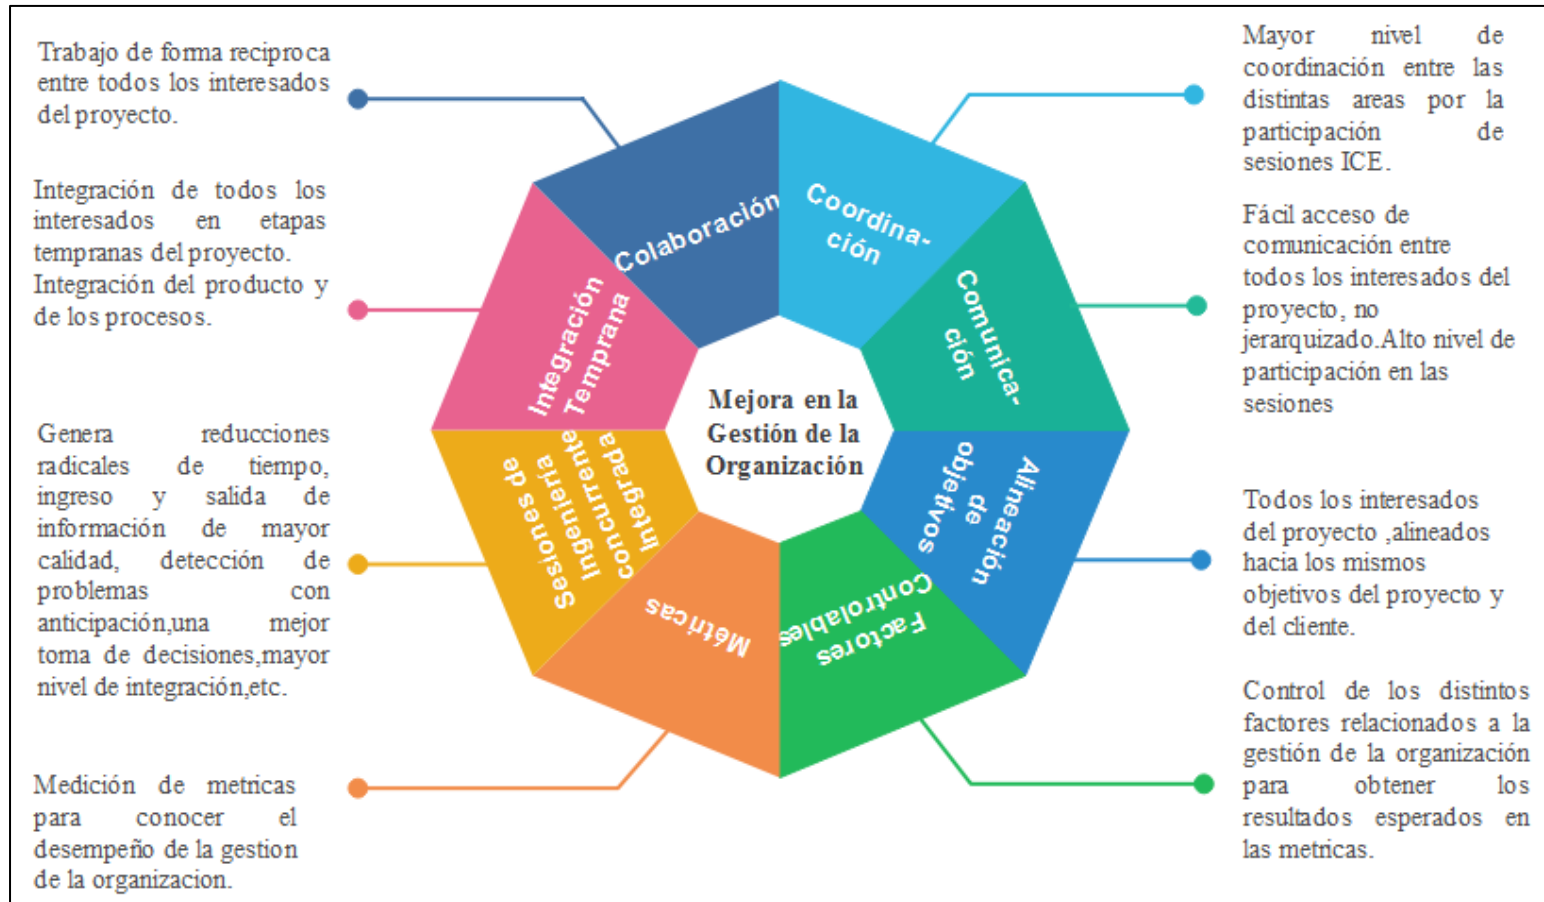 Trabajo de forma reciproca
entre todos los interesados
del proyecto.
Integración de todos los
interesados en etapas
tempranas del proyecto.
Integración del producto y
de los procesos.
Genera reducciones
radicales de tiempo,
ingreso y salida de
información de mayor
calidad, detección de
problemas con
anticipación,una mejor
toma de decisiones,mayor
nivel de integración,etc.
Medición de metricas
para conocer el
desempeño de la gestion
de la organizacion.
Colaboración
Coordina-
ción
Comunica-
ción
Alineación
de
objetivos
Factores
Controlables
Métricas
Sesiones de
Ingeniería
concurrente
Integrada
Integración
Temprana
Mejora en la
Gestión de la
Organización
Mayor nivel de
coordinación entre las
distintas areas por la
participación de
sesiones ICE.
Fácil acceso de
comunicación entre
todos los interesados del
proyecto, no
jerarquizado.Alto nivel de
participación en las
sesiones
Todos los interesados
del proyecto ,alineados
hacia los mismos
objetivos del proyecto y
del cliente.
Control de los distintos
factores relacionados a la
gestión de la organización
para obtener los
resultados esperados en
las metricas.